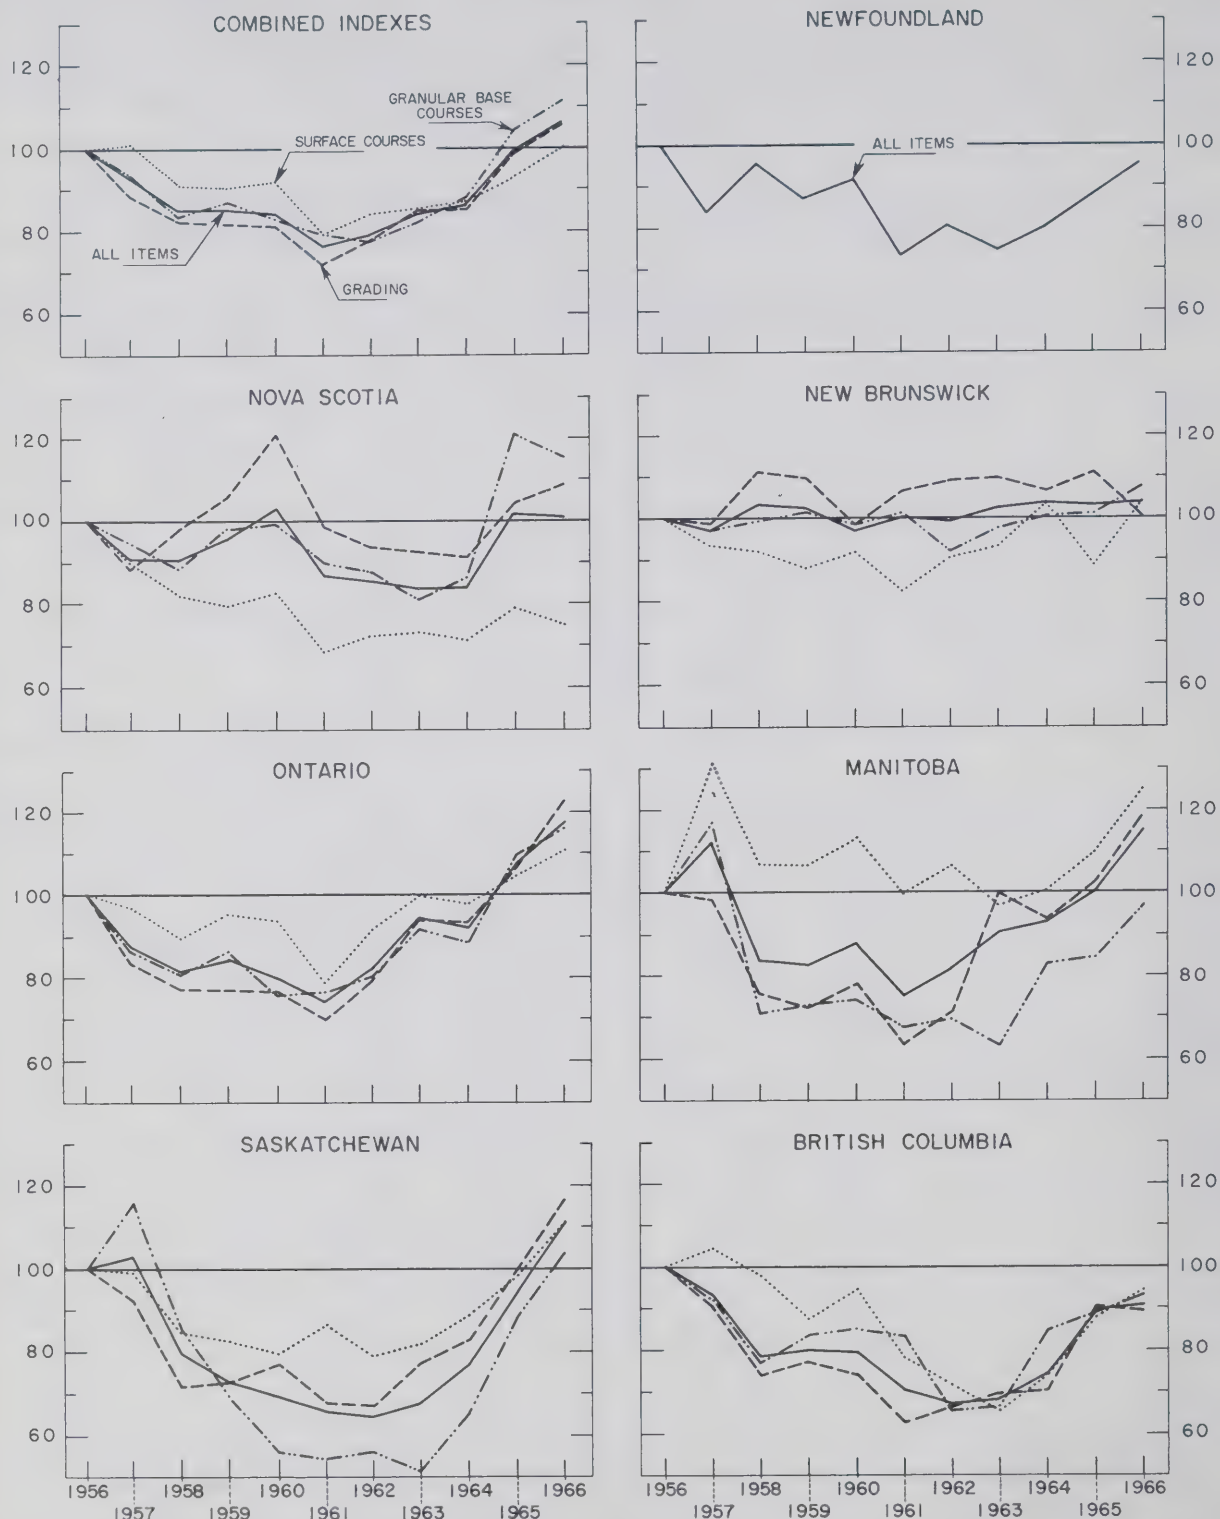 COMBINED INDEXES
NEWFOUNDLAND
120
100
80
60
GRANULAR BASE
COURSES
SURFACE COURSES
ALL ITEMS
GRADING
ALL ITEMS
120
100
80
60
NOVA SCOTIA
NEW BRUNSWICK
120
100
80
60
120
100
80
60
ONTARIO
MANITOBA
120
100
80
60
120
100
80
60
SASKATCHEWAN
BRITISH COLUMBIA
120
100
80
60
120
100
80
60
1956 1958 1960 1962 1964 1966
1957 1959 1961 1963 1965
1956 1958 1960 1962 1964 1966
1957 1959 1961 1963 1965